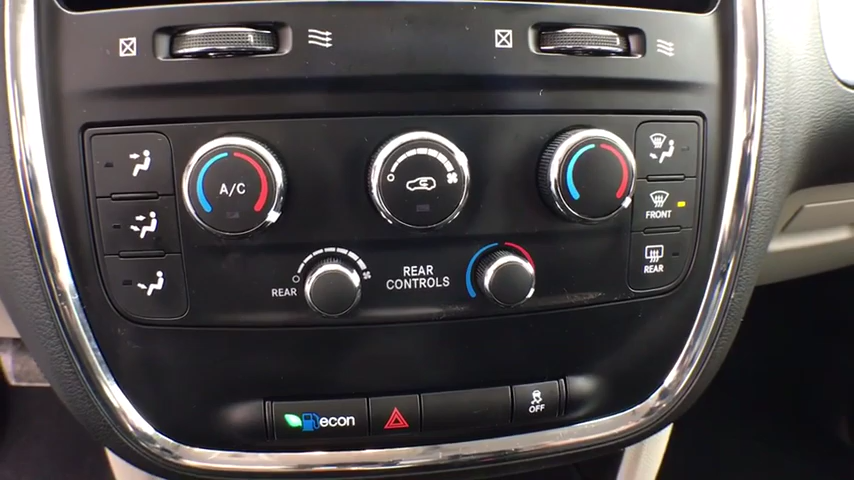 A/C
FRONT
REAR
REAR
REAR
CONTROLS
econ
OFF